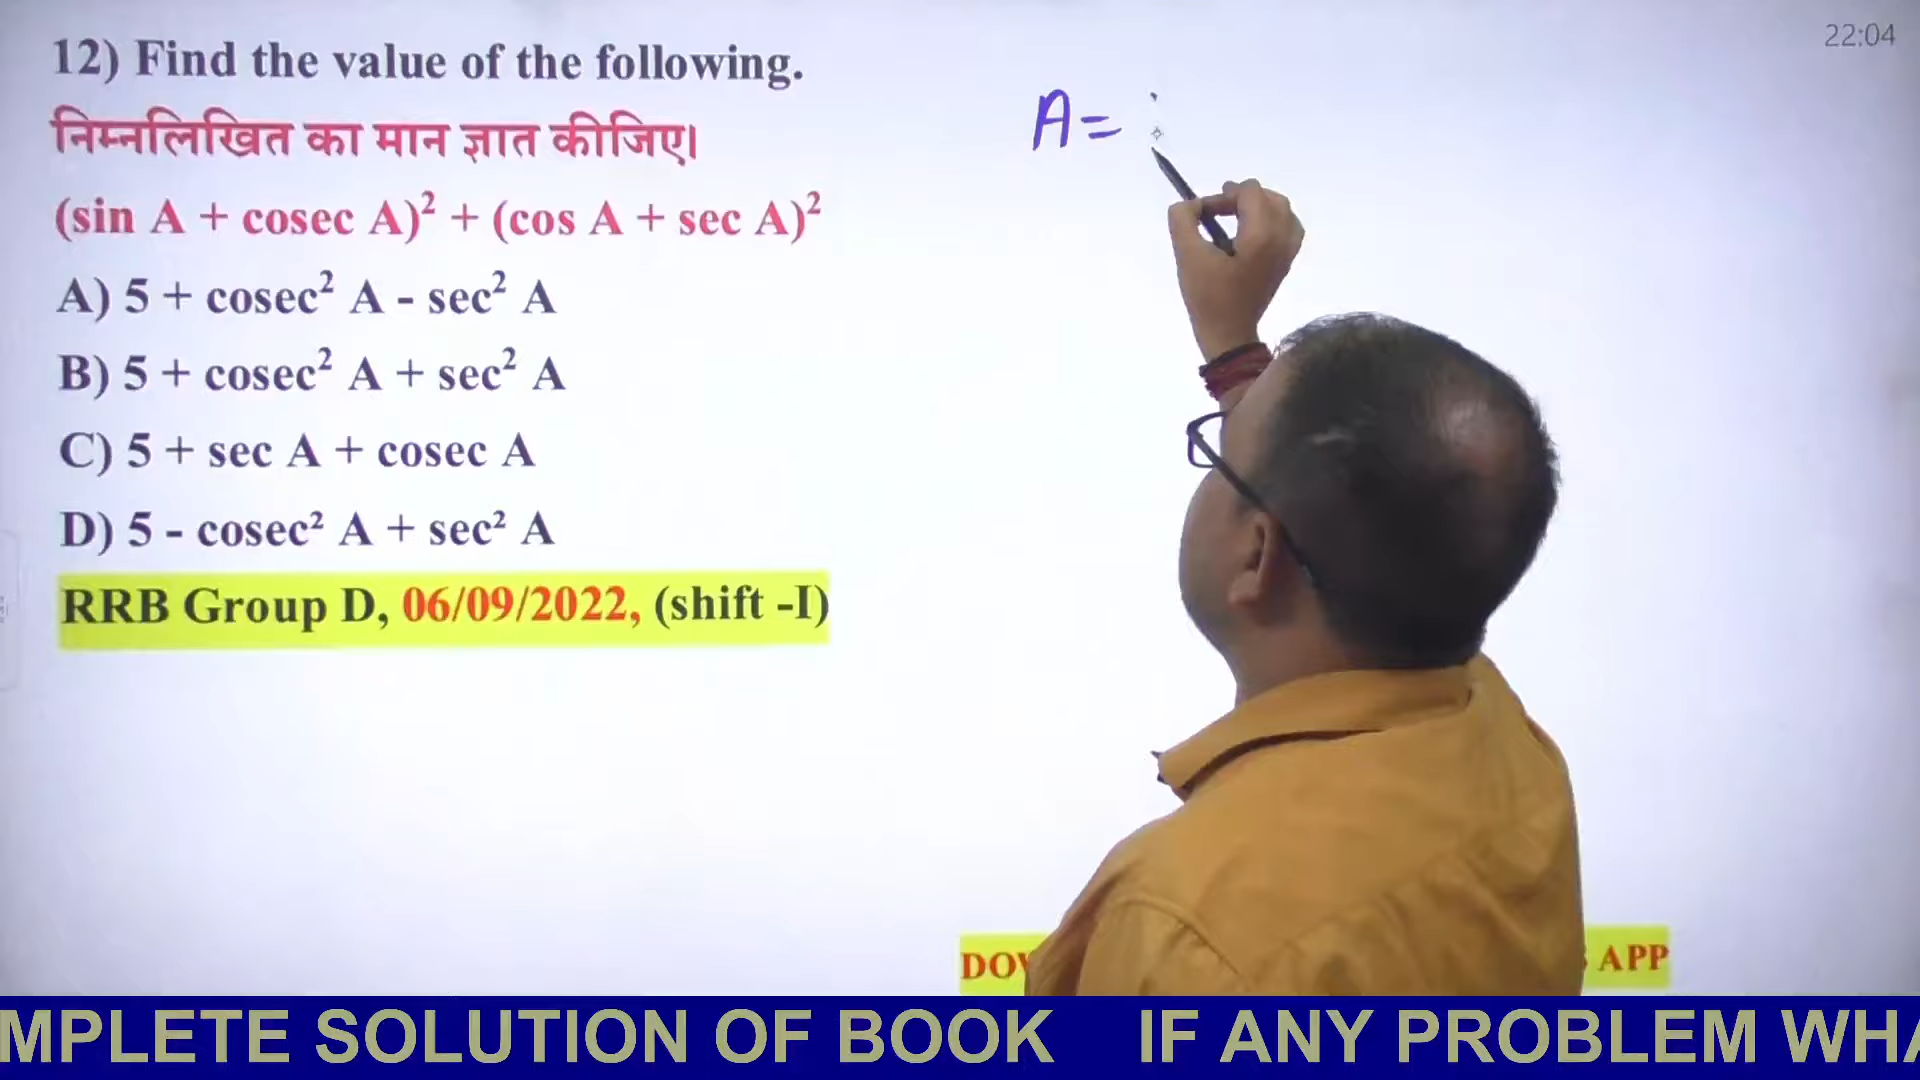 22:04
12) Find the value of the following.
निम्नलिखित का मान ज्ञात कीजिए।
(sin A + cosec A)² + (cos A + sec A)²
A) 5 + cosec² A - sec² A
B) 5 + cosec² A + sec² A
C) 5 + sec A + cosec A
D) 5 - cosec² A + sec² A
RRB Group D, 06/09/2022, (shift -I)
A =
APP
MPLETE SOLUTION OF BOOK IF ANY PROBLEM WHA